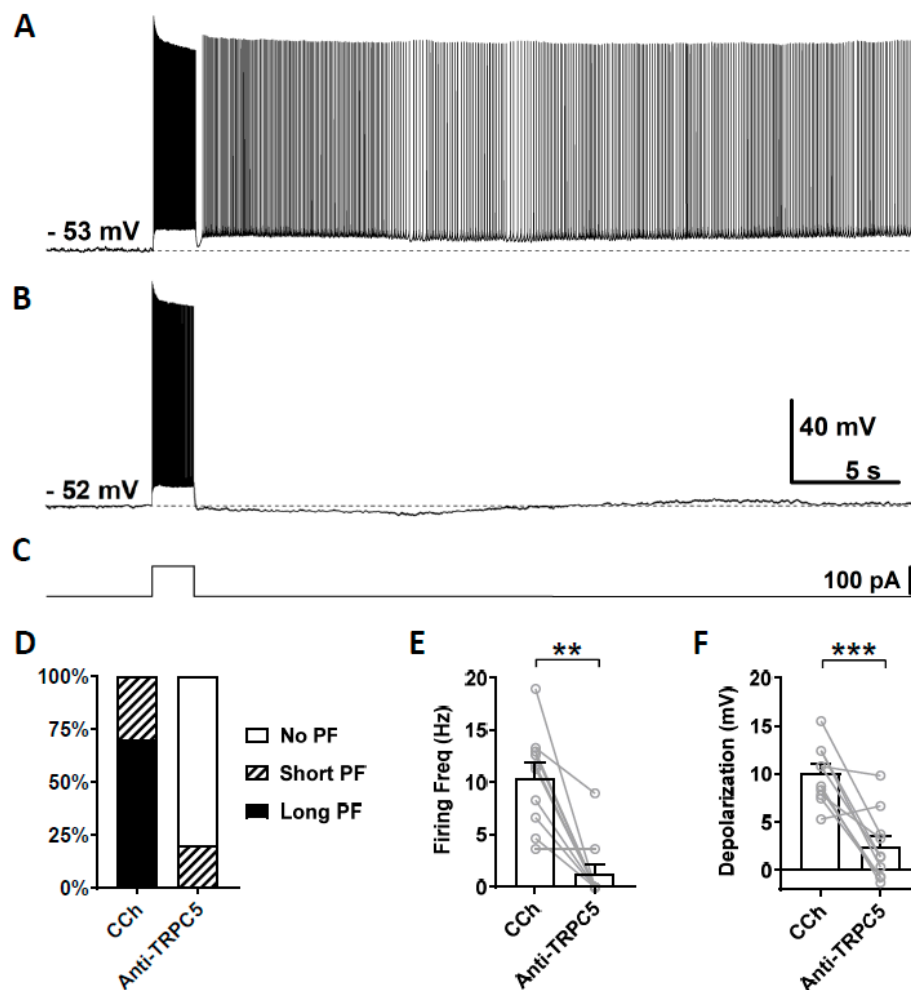 A
- 53 mV
B
40 mV
5 s
- 52 mV
C
100 pA
D
100%
75%
50%
25%
0%
CCh
Anti-TRPC5
No PF
Short PF
Long PF
E
**
Firing Freq (Hz)
20
15
10
5
0
CCh
Anti-TRPC5
F
***
Depolarization (mV)
20
15
10
5
0
CCh
Anti-TRPC5